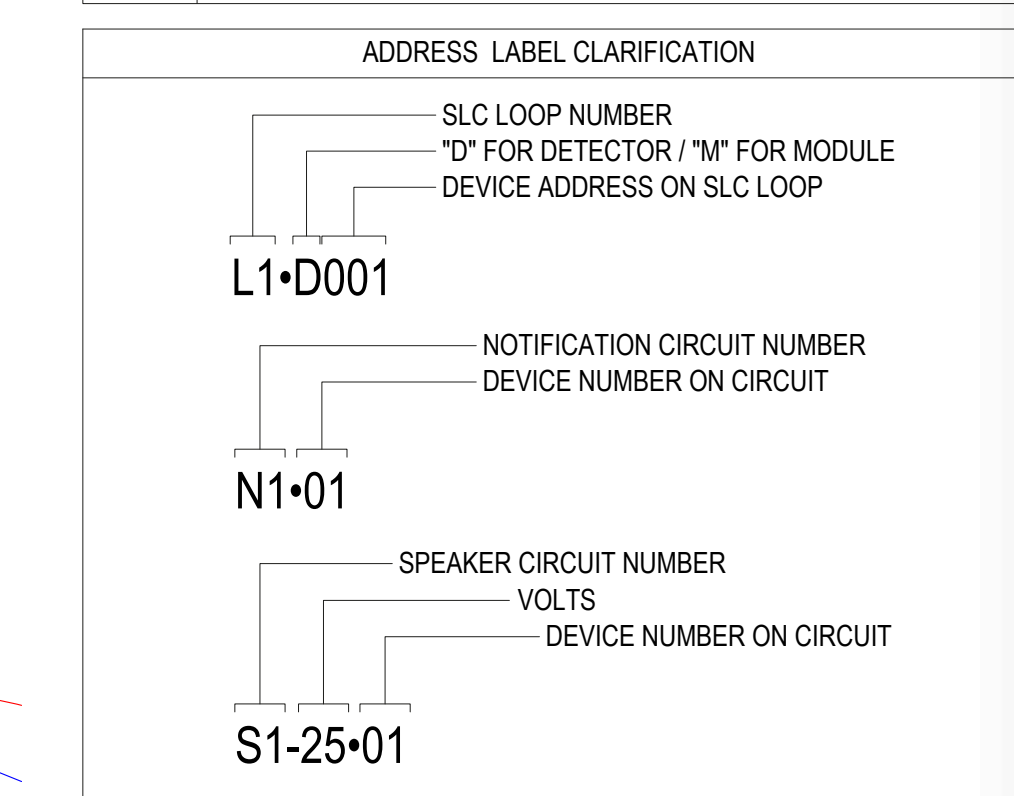 ADDRESS LABEL CLARIFICATION
SLC LOOP NUMBER
"D" FOR DETECTOR / "M" FOR MODULE
DEVICE ADDRESS ON SLC LOOP
L1•D001
NOTIFICATION CIRCUIT NUMBER
DEVICE NUMBER ON CIRCUIT
N1•01
SPEAKER CIRCUIT NUMBER
VOLTS
DEVICE NUMBER ON CIRCUIT
S1-25•01